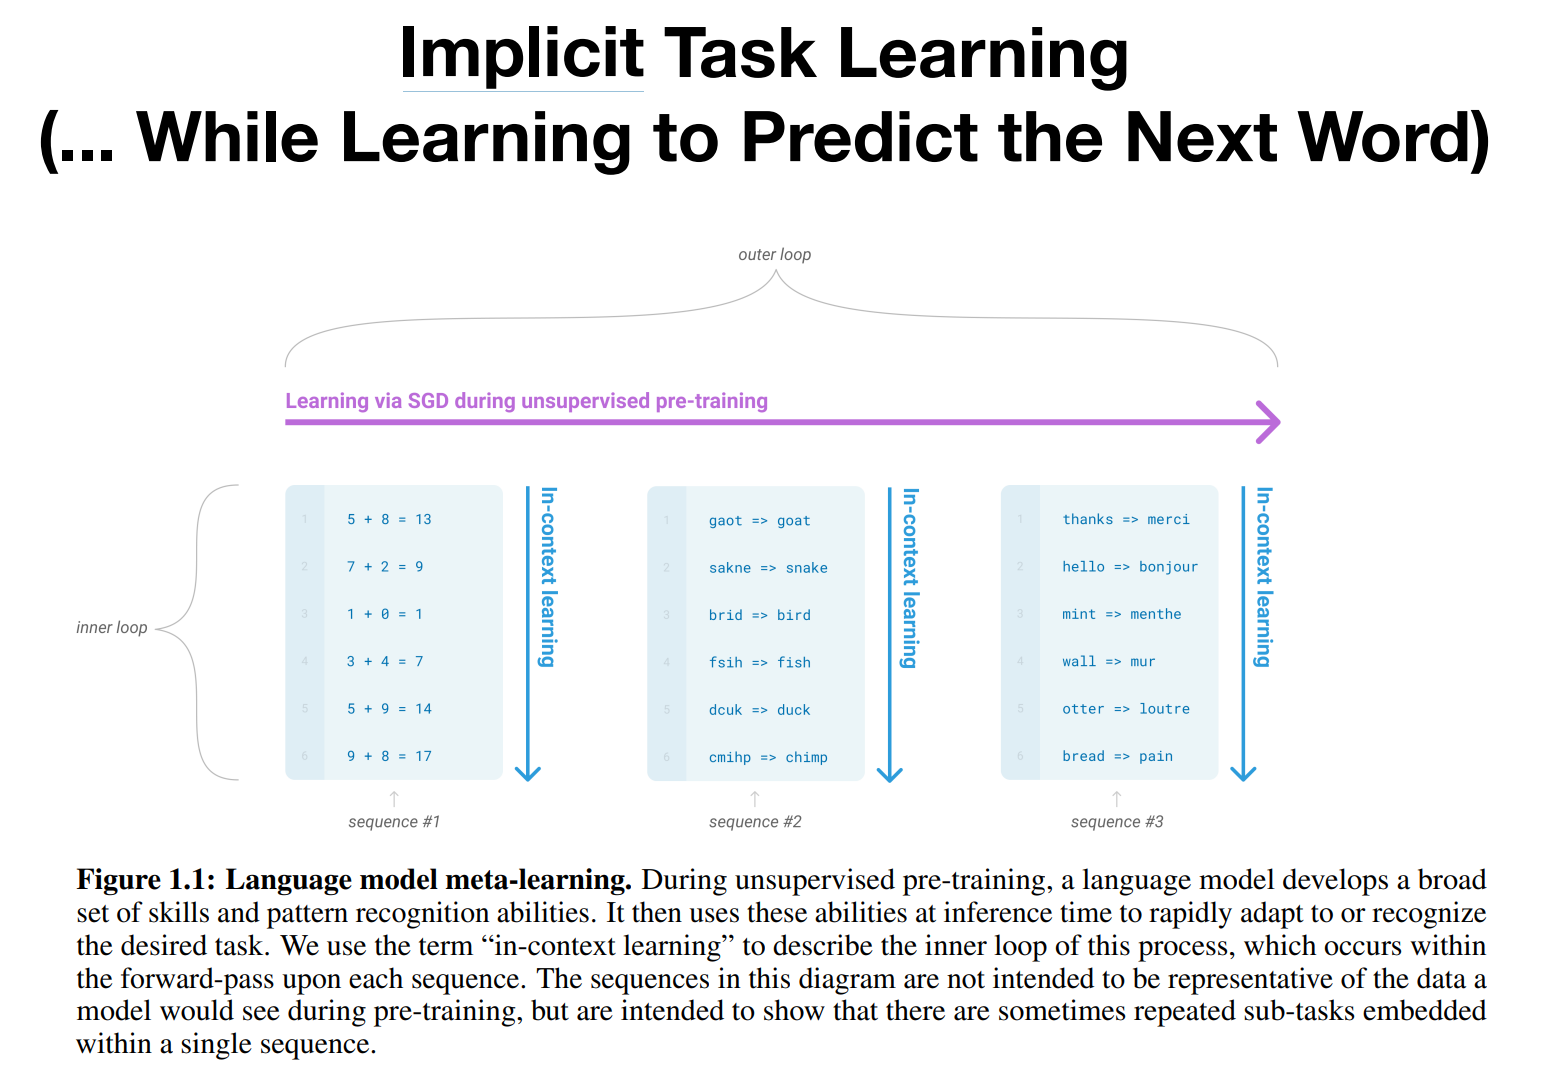 Implicit Task Learning
(... While Learning to Predict the Next Word)
outer loop
Learning via SGD during unsupervised pre-training
inner loop
1 5 + 8 = 13
2 7 + 2 = 9
3 1 + 0 = 1
4 3 + 4 = 7
5 5 + 9 = 14
6 9 + 8 = 17
In-context learning
sequence #1
1 gaot => goat
2 sakne => snake
3 brid => bird
4 fsih => fish
5 dcuk => duck
6 cmihp => chimp
In-context learning
sequence #2
1 thanks => merci
2 hello => bonjour
3 mint => menthe
4 wall => mur
5 otter => loutre
6 bread => pain
In-context learning
sequence #3
Figure 1.1: Language model meta-learning. During unsupervised pre-training, a language model develops a broad
set of skills and pattern recognition abilities. It then uses these abilities at inference time to rapidly adapt to or recognize
the desired task. We use the term “in-context learning” to describe the inner loop of this process, which occurs within
the forward-pass upon each sequence. The sequences in this diagram are not intended to be representative of the data a
model would see during pre-training, but are intended to show that there are sometimes repeated sub-tasks embedded
within a single sequence.